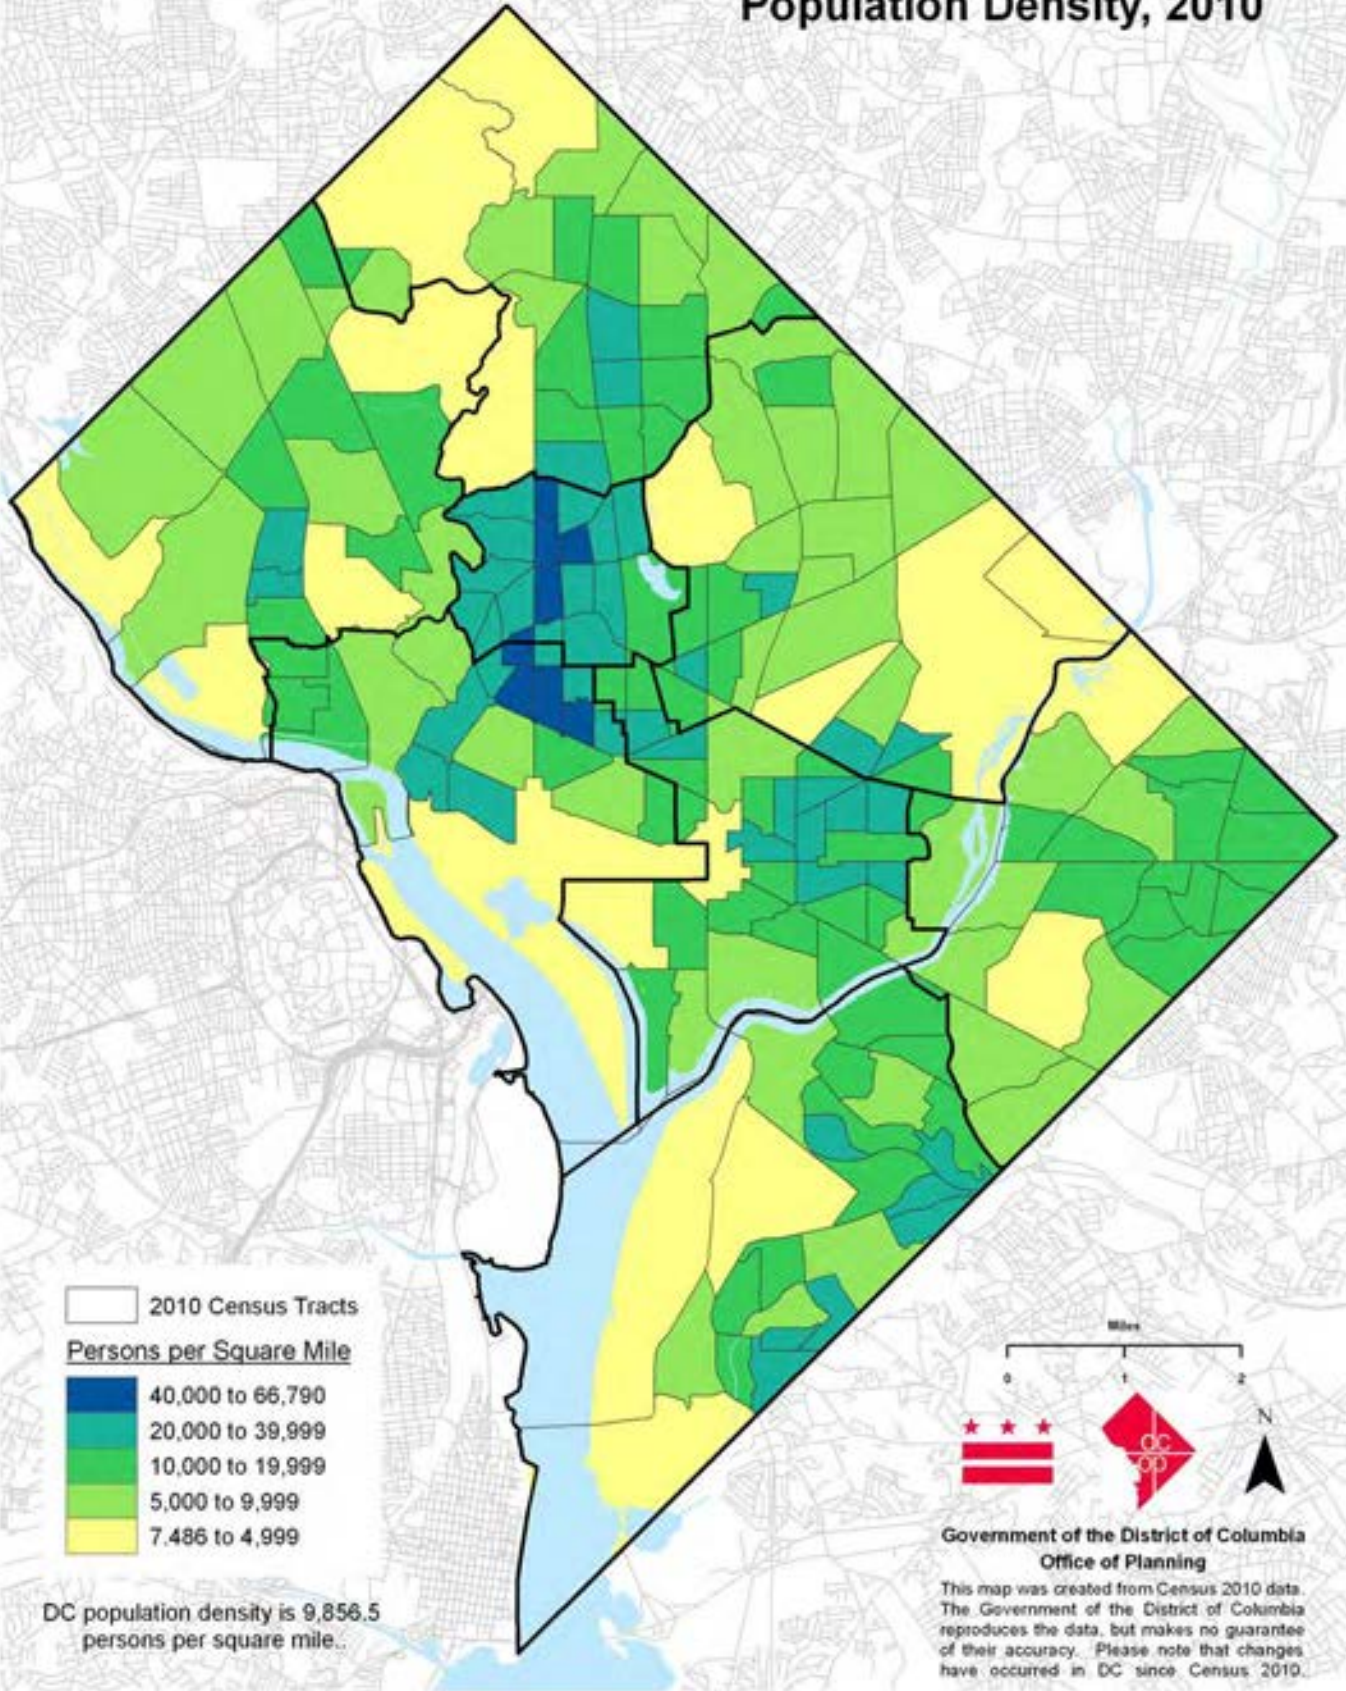 Population Density, 2010
2010 Census Tracts
Persons per Square Mile
40,000 to 66,790
20,000 to 39,999
10,000 to 19,999
5,000 to 9,999
7.486 to 4,999
DC population density is 9,856.5
persons per square mile..
Miles
0 1 2
N
DC
OP
Government of the District of Columbia
Office of Planning
This map was created from Census 2010 data.
The Government of the District of Columbia
reproduces the data, but makes no guarantee
of their accuracy. Please note that changes
have occurred in DC since Census 2010.